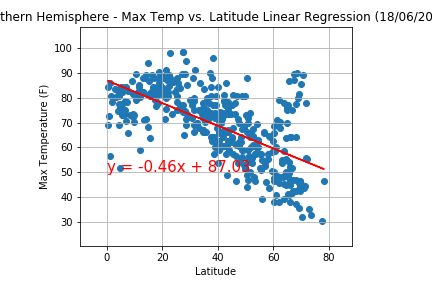 thern Hemisphere - Max Temp vs. Latitude Linear Regression (18/06/20
100
90
80
70
60
50
40
30
Max Temperature (F)
y = -0.46x + 87.03
0 20 40 60 80
Latitude